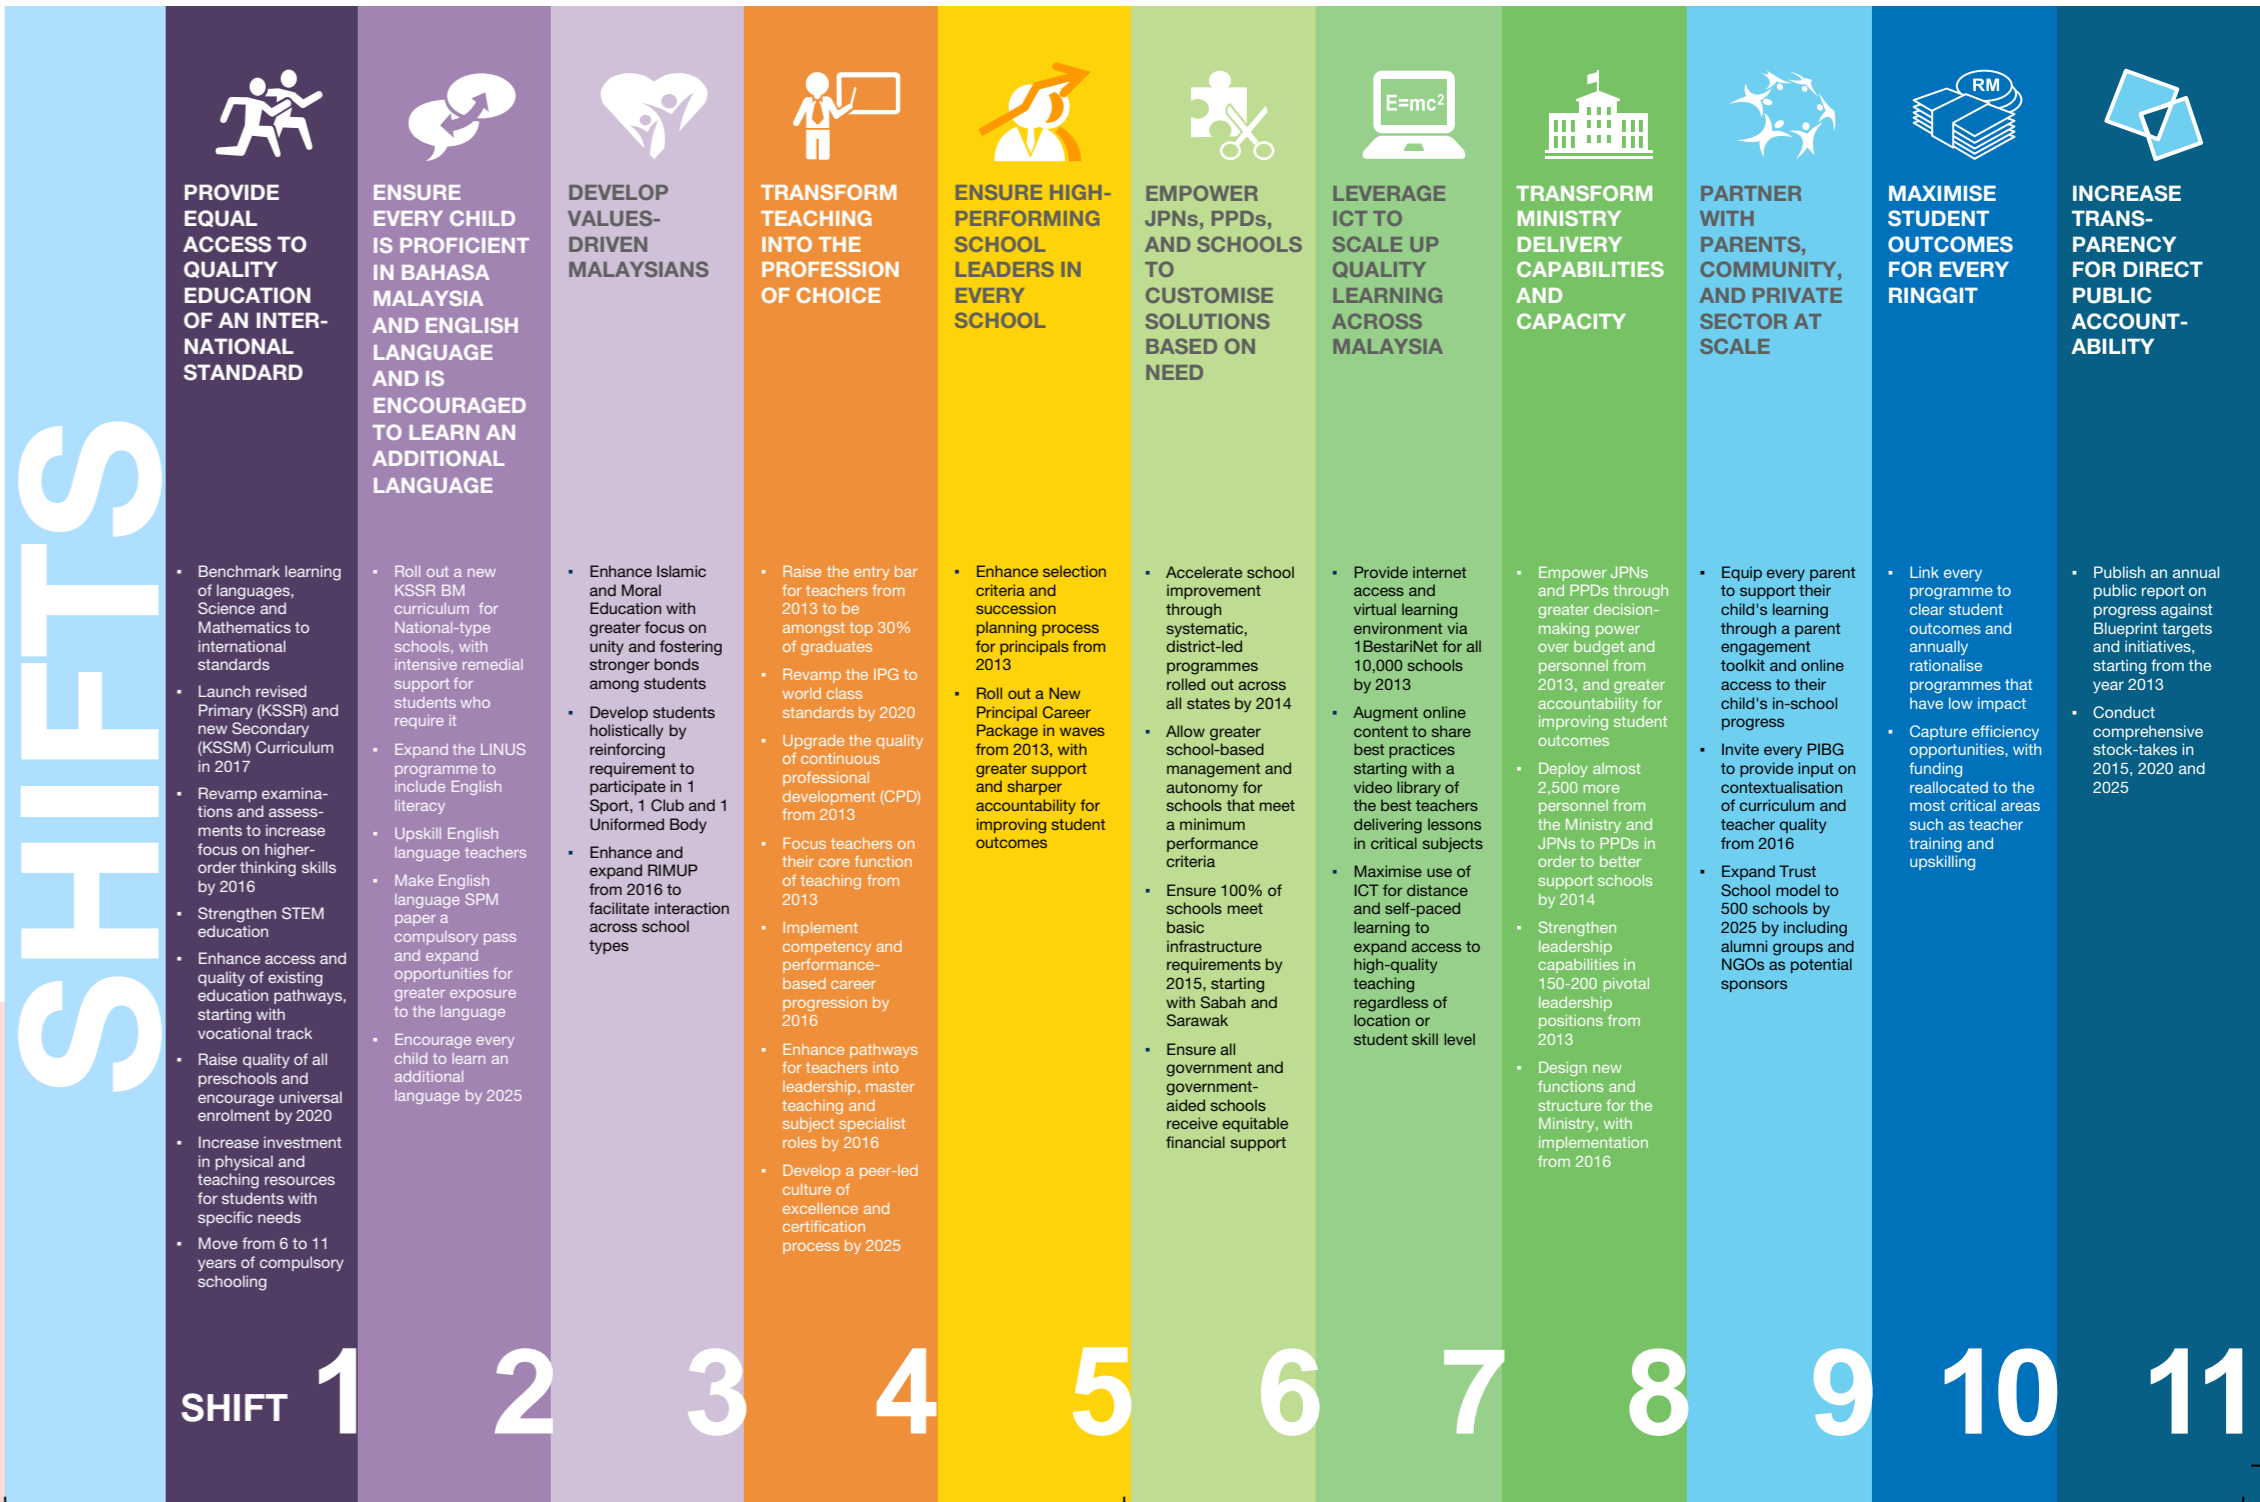 SHIFTS
PROVIDE
EQUAL
ACCESS TO
QUALITY
EDUCATION
OF AN INTER-
NATIONAL
STANDARD
▪ Benchmark learning
of languages,
Science and
Mathematics to
international
standards
▪ Launch revised
Primary (KSSR) and
new Secondary
(KSSM) Curriculum
in 2017
▪ Revamp examina-
tions and assess-
ments to increase
focus on higher-
order thinking skills
by 2016
▪ Strengthen STEM
education
▪ Enhance access and
quality of existing
education pathways,
starting with
vocational track
▪ Raise quality of all
preschools and
encourage universal
enrolment by 2020
▪ Increase investment
in physical and
teaching resources
for students with
specific needs
▪ Move from 6 to 11
years of compulsory
schooling
SHIFT 1
ENSURE
EVERY CHILD
IS PROFICIENT
IN BAHASA
MALAYSIA
AND ENGLISH
LANGUAGE
AND IS
ENCOURAGED
TO LEARN AN
ADDITIONAL
LANGUAGE
▪ Roll out a new
KSSR BM
curriculum for
National-type
schools, with
intensive remedial
support for
students who
require it
▪ Expand the LINUS
programme to
include English
literacy
▪ Upskill English
language teachers
▪ Make English
language SPM
paper a
compulsory pass
and expand
opportunities for
greater exposure
to the language
▪ Encourage every
child to learn an
additional
language by 2025
2
DEVELOP
VALUES-
DRIVEN
MALAYSIANS
▪ Enhance Islamic
and Moral
Education with
greater focus on
unity and fostering
stronger bonds
among students
▪ Develop students
holistically by
reinforcing
requirement to
participate in 1
Sport, 1 Club and 1
Uniformed Body
▪ Enhance and
expand RIMUP
from 2016 to
facilitate interaction
across school
types
3
TRANSFORM
TEACHING
INTO THE
PROFESSION
OF CHOICE
▪ Raise the entry bar
for teachers from
2013 to be
amongst top 30%
of graduates
▪ Revamp the IPG to
world class
standards by 2020
▪ Upgrade the quality
of continuous
professional
development (CPD)
from 2013
▪ Focus teachers on
their core function
of teaching from
2013
▪ Implement
competency and
performance-
based career
progression by
2016
▪ Enhance pathways
for teachers into
leadership, master
teaching and
subject specialist
roles by 2016
▪ Develop a peer-led
culture of
excellence and
certification
process by 2025
4
ENSURE HIGH-
PERFORMING
SCHOOL
LEADERS IN
EVERY
SCHOOL
▪ Enhance selection
criteria and
succession
planning process
for principals from
2013
▪ Roll out a New
Principal Career
Package in waves
from 2013, with
greater support
and sharper
accountability for
improving student
outcomes
5
EMPOWER
JPNs, PPDs,
AND SCHOOLS
TO
CUSTOMISE
SOLUTIONS
BASED ON
NEED
▪ Accelerate school
improvement
through
systematic,
district-led
programmes
rolled out across
all states by 2014
▪ Allow greater
school-based
management and
autonomy for
schools that meet
a minimum
performance
criteria
▪ Ensure 100% of
schools meet
basic
infrastructure
requirements by
2015, starting
with Sabah and
Sarawak
▪ Ensure all
government and
government-
aided schools
receive equitable
financial support
6
E=mc²
LEVERAGE
ICT TO
SCALE UP
QUALITY
LEARNING
ACROSS
MALAYSIA
▪ Provide internet
access and
virtual learning
environment via
1BestariNet for all
10,000 schools
by 2013
▪ Augment online
content to share
best practices
starting with a
video library of
the best teachers
delivering lessons
in critical subjects
▪ Maximise use of
ICT for distance
and self-paced
learning to
expand access to
high-quality
teaching
regardless of
location or
student skill level
7
TRANSFORM
MINISTRY
DELIVERY
CAPABILITIES
AND
CAPACITY
▪ Empower JPNs
and PPDs through
greater decision-
making power
over budget and
personnel from
2013, and greater
accountability for
improving student
outcomes
▪ Deploy almost
2,500 more
personnel from
the Ministry and
JPNs to PPDs in
order to better
support schools
by 2014
▪ Strengthen
leadership
capabilities in
150-200 pivotal
leadership
positions from
2013
▪ Design new
functions and
structure for the
Ministry, with
implementation
from 2016
8
PARTNER
WITH
PARENTS,
COMMUNITY,
AND PRIVATE
SECTOR AT
SCALE
▪ Equip every parent
to support their
child's learning
through a parent
engagement
toolkit and online
access to their
child's in-school
progress
▪ Invite every PIBG
to provide input on
contextualisation
of curriculum and
teacher quality
from 2016
▪ Expand Trust
School model to
500 schools by
2025 by including
alumni groups and
NGOs as potential
sponsors
9
RM
MAXIMISE
STUDENT
OUTCOMES
FOR EVERY
RINGGIT
▪ Link every
programme to
clear student
outcomes and
annually
rationalise
programmes that
have low impact
▪ Capture efficiency
opportunities, with
funding
reallocated to the
most critical areas
such as teacher
training and
upskilling
10
INCREASE
TRANS-
PARENCY
FOR DIRECT
PUBLIC
ACCOUNT-
ABILITY
▪ Publish an annual
public report on
progress against
Blueprint targets
and initiatives,
starting from the
year 2013
▪ Conduct
comprehensive
stock-takes in
2015, 2020 and
2025
11